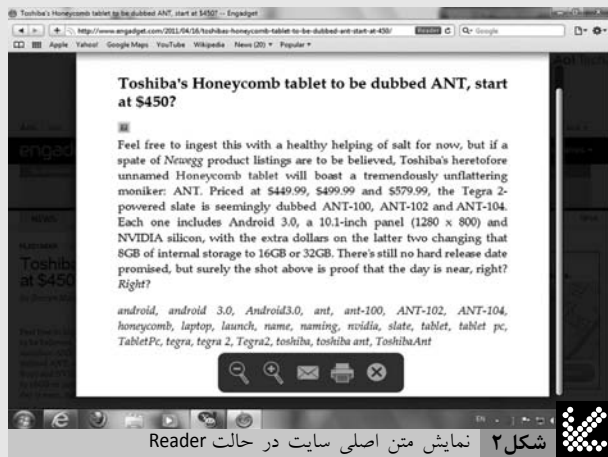 Toshiba's Honeycomb tablet to be dubbed ANT, start at $450? - Engadget
http://www.engadget.com/2011/04/16/toshibas-honeycomb-tablet-to-be-dubbed-ant-start-at-450/ Reader Google
Apple Yahoo! Google Maps YouTube Wikipedia News (20) Popular
Toshiba's Honeycomb tablet to be dubbed ANT, start
at $450?
Feel free to ingest this with a healthy helping of salt for now, but if a
spate of Newegg product listings are to be believed, Toshiba's heretofore
unnamed Honeycomb tablet will boast a tremendously unflattering
moniker: ANT. Priced at $449.99, $499.99 and $579.99, the Tegra 2-
powered slate is seemingly dubbed ANT-100, ANT-102 and ANT-104.
Each one includes Android 3.0, a 10.1-inch panel (1280 x 800) and
NVIDIA silicon, with the extra dollars on the latter two changing that
8GB of internal storage to 16GB or 32GB. There's still no hard release date
promised, but surely the shot above is proof that the day is near, right?
Right?
android, android 3.0, Android3.0, ant, ant-100, ANT-102, ANT-104,
honeycomb, laptop, launch, name, naming, nvidia, slate, tablet, tablet pc,
TabletPc, tegra, tegra 2, Tegra2, toshiba, toshiba ant, ToshibaAnt
EN
شکل۲ نمایش متن اصلی سایت در حالت Reader